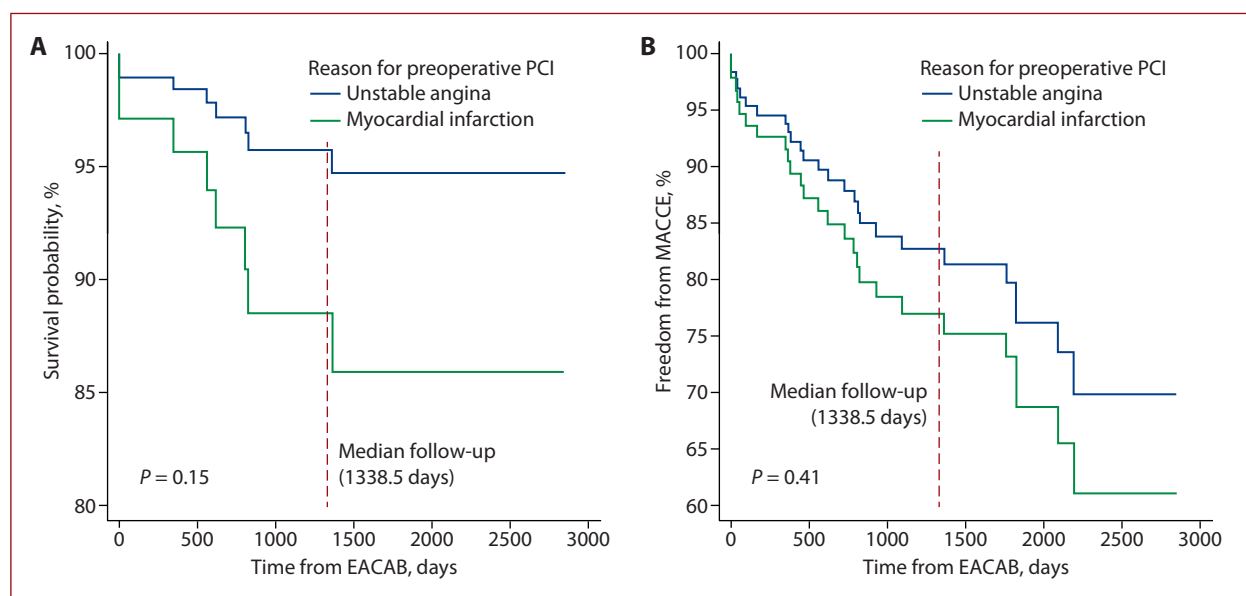 A
Reason for preoperative PCI
Unstable angina
Myocardial infarction
Survival probability, %
100
95
90
85
80
Median follow-up
(1338.5 days)
P = 0.15
0 500 1000 1500 2000 2500 3000
Time from EACAB, days
B
Reason for preoperative PCI
Unstable angina
Myocardial infarction
Freedom from MACCE, %
100
95
90
85
80
75
70
65
60
Median follow-up
(1338.5 days)
P = 0.41
0 500 1000 1500 2000 2500 3000
Time from EACAB, days